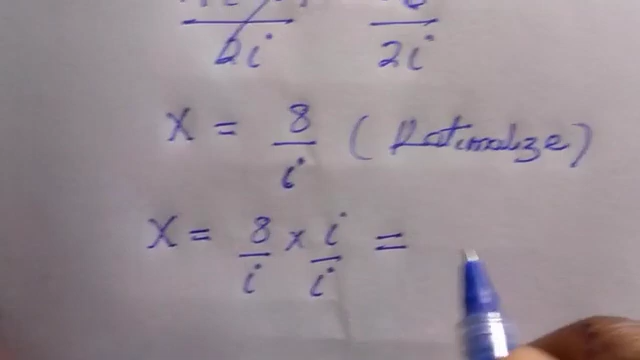 2i 2i
X = 8/i (Rationalize)
X = 8/i × i/i =